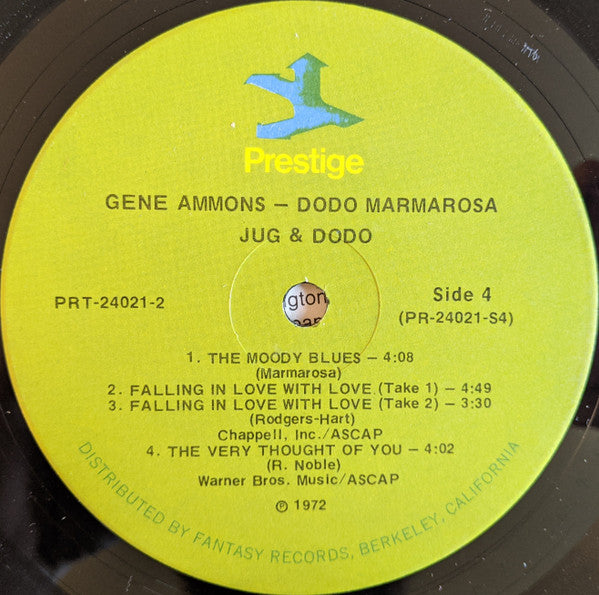 Prestige
GENE AMMONS – DODO MARMAROSA
JUG & DODO
PRT-24021-2
Side 4
(PR-24021-S4)
gton
1. THE MOODY BLUES – 4:08
(Marmarosa)
2. FALLING IN LOVE WITH LOVE (Take 1) – 4:49
3. FALLING IN LOVE WITH LOVE (Take 2) – 3:30
(Rodgers-Hart)
Chappell, Inc./ASCAP
4. THE VERY THOUGHT OF YOU – 4:02
(R. Noble)
Warner Bros. Music/ASCAP
℗ 1972
DISTRIBUTED BY FANTASY RECORDS, BERKELEY, CALIFORNIA